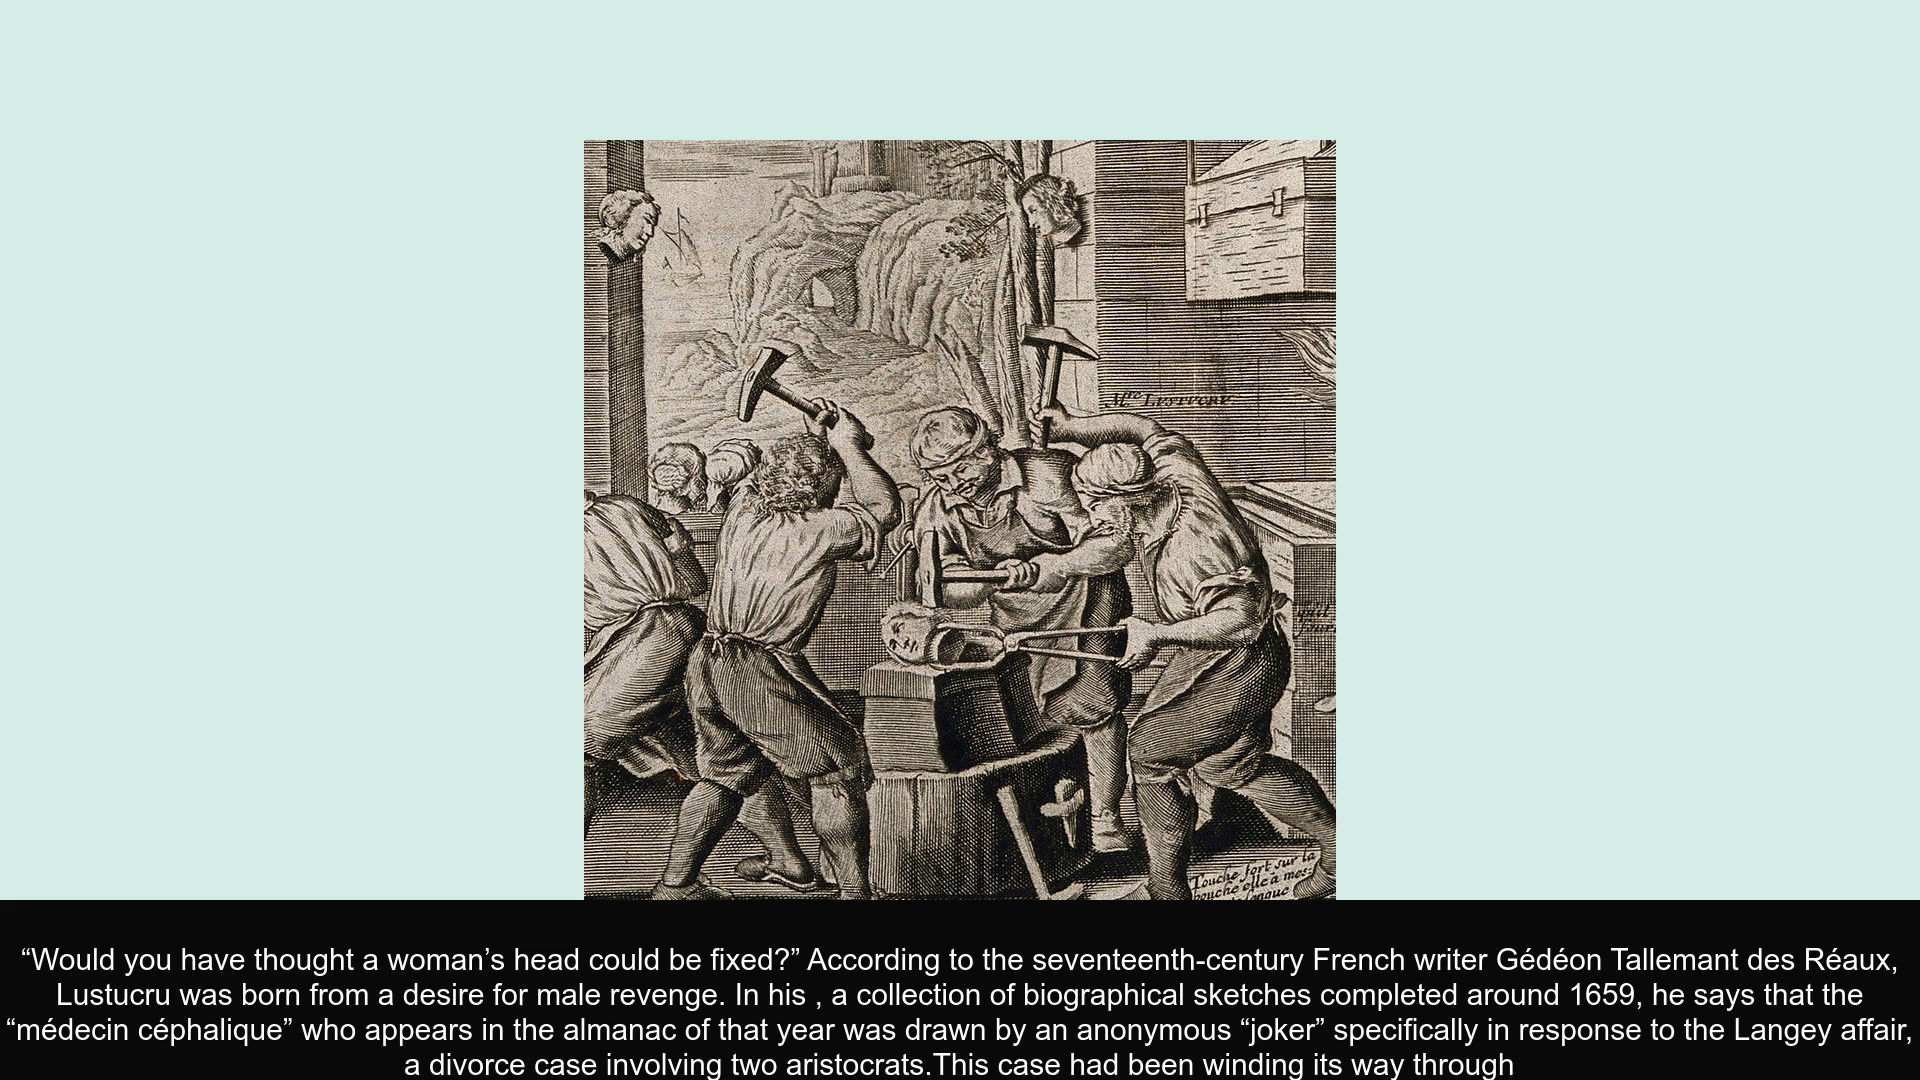 Mre Lustucru
Touche fort sur la
bouche elle a mes:
langue
“Would you have thought a woman’s head could be fixed?” According to the seventeenth-century French writer Gédéon Tallemant des Réaux,
Lustucru was born from a desire for male revenge. In his , a collection of biographical sketches completed around 1659, he says that the
“médecin céphalique” who appears in the almanac of that year was drawn by an anonymous “joker” specifically in response to the Langey affair,
a divorce case involving two aristocrats.This case had been winding its way through